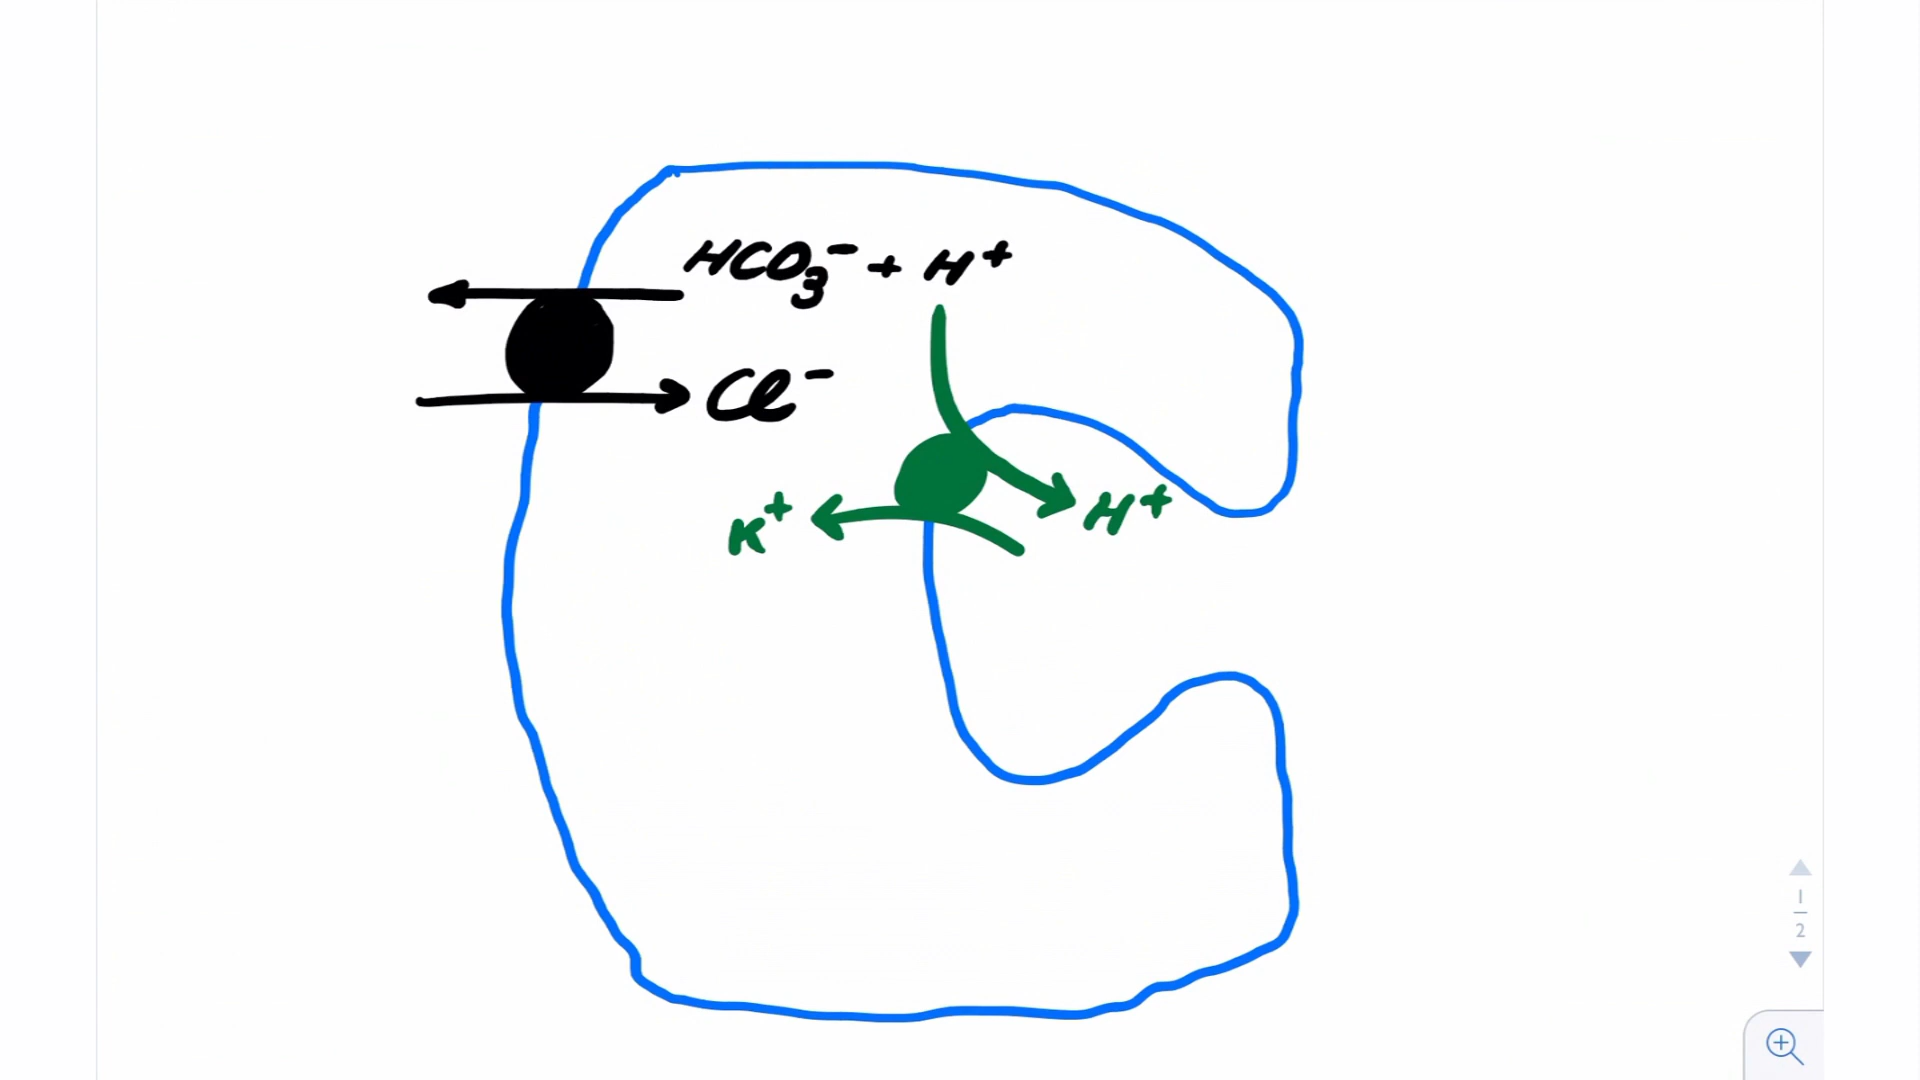 HCO₃⁻ + H⁺
Cl⁻
K⁺
H⁺
1
2